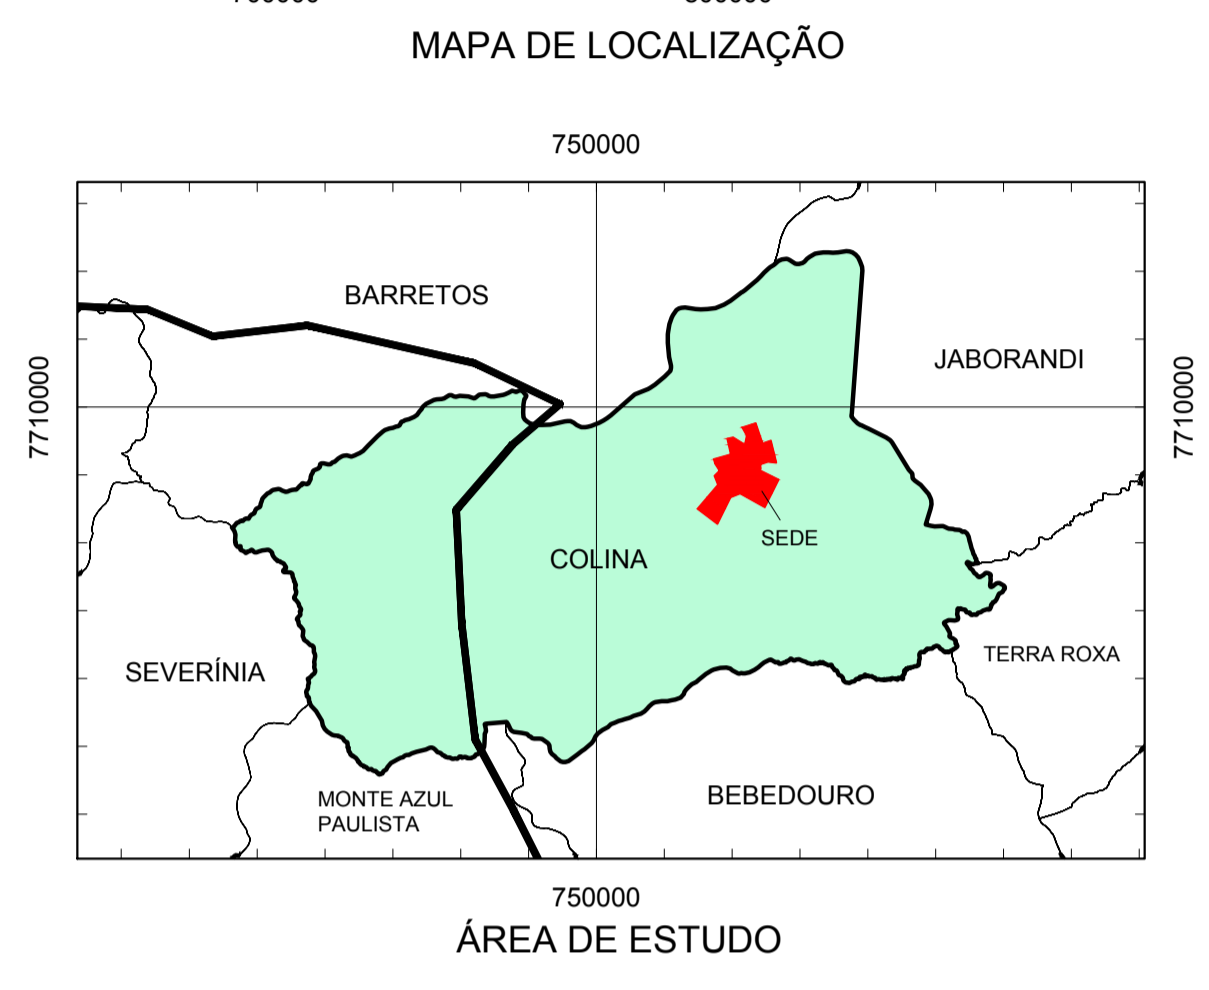 MAPA DE LOCALIZAÇÃO
750000
BARRETOS
JABORANDI
7710000
7710000
SEDE
COLINA
TERRA ROXA
SEVERÍNIA
BEBEDOURO
MONTE AZUL
PAULISTA
750000
ÁREA DE ESTUDO